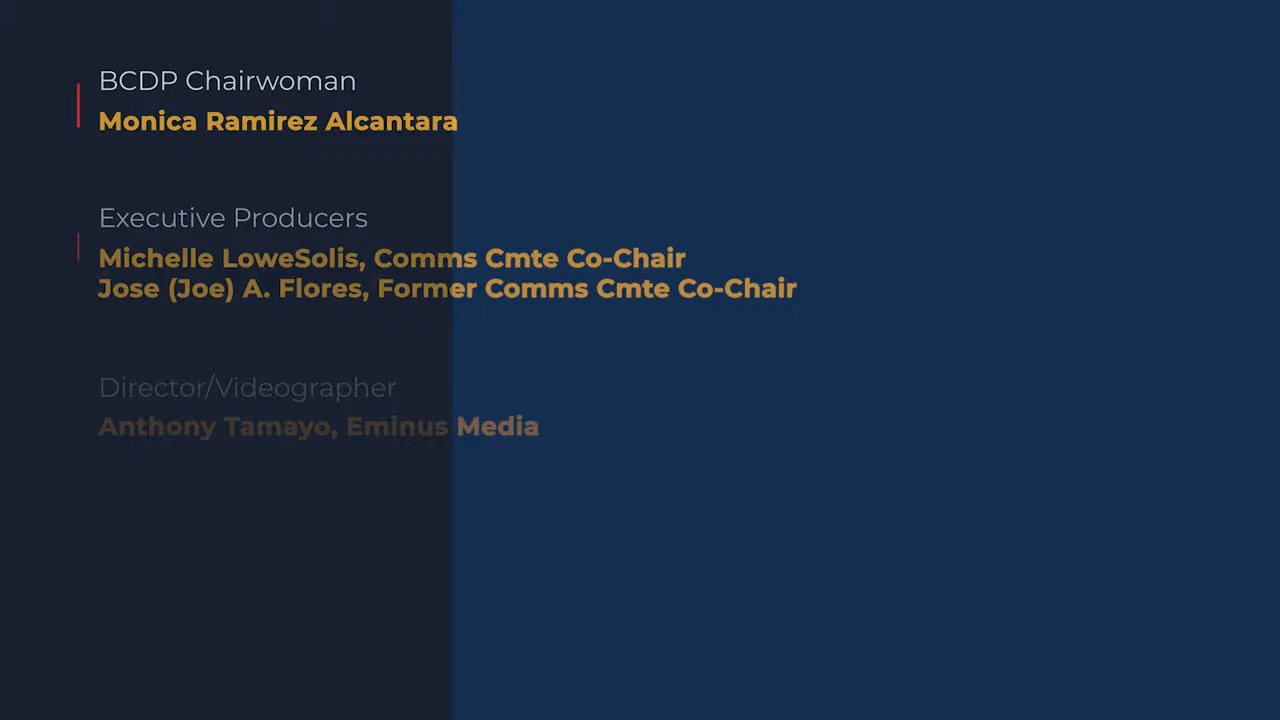 BCDP Chairwoman
Monica Ramirez Alcantara
Executive Producers
Michelle LoweSolis, Comms Cmte Co-Chair
Jose (Joe) A. Flores, Former Comms Cmte Co-Chair
Director/Videographer
Anthony Tamayo, Eminus Media